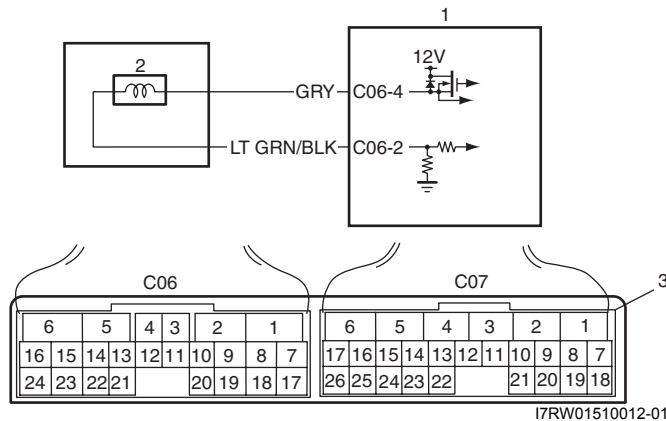 1
2
12V
GRY C06-4
LT GRN/BLK C06-2
C06 C07
3
6 5 4 3 2 1 6 5 4 3 2 1
16 15 14 13 12 11 10 9 8 7 17 16 15 14 13 12 11 10 9 8 7
24 23 22 21 20 19 18 17 26 25 24 23 22 21 20 19 18
I7RW01510012-01